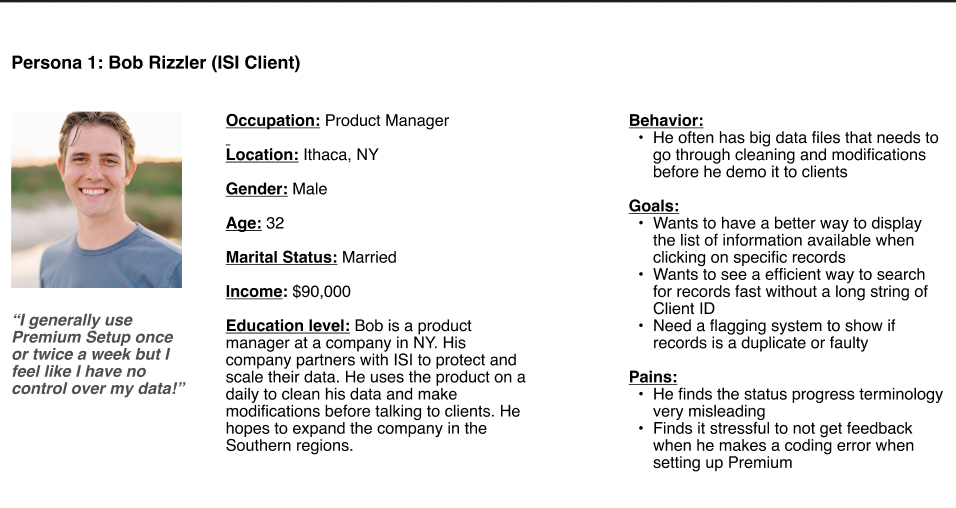 Persona 1: Bob Rizzler (ISI Client)
“I generally use
Premium Setup once
or twice a week but I
feel like I have no
control over my data!”
Occupation: Product Manager
Location: Ithaca, NY
Gender: Male
Age: 32
Marital Status: Married
Income: $90,000
Education level: Bob is a product
manager at a company in NY. His
company partners with ISI to protect and
scale their data. He uses the product on a
daily to clean his data and make
modifications before talking to clients. He
hopes to expand the company in the
Southern regions.
Behavior:
• He often has big data files that needs to
go through cleaning and modifications
before he demo it to clients
Goals:
• Wants to have a better way to display
the list of information available when
clicking on specific records
• Wants to see a efficient way to search
for records fast without a long string of
Client ID
• Need a flagging system to show if
records is a duplicate or faulty
Pains:
• He finds the status progress terminology
very misleading
• Finds it stressful to not get feedback
when he makes a coding error when
setting up Premium